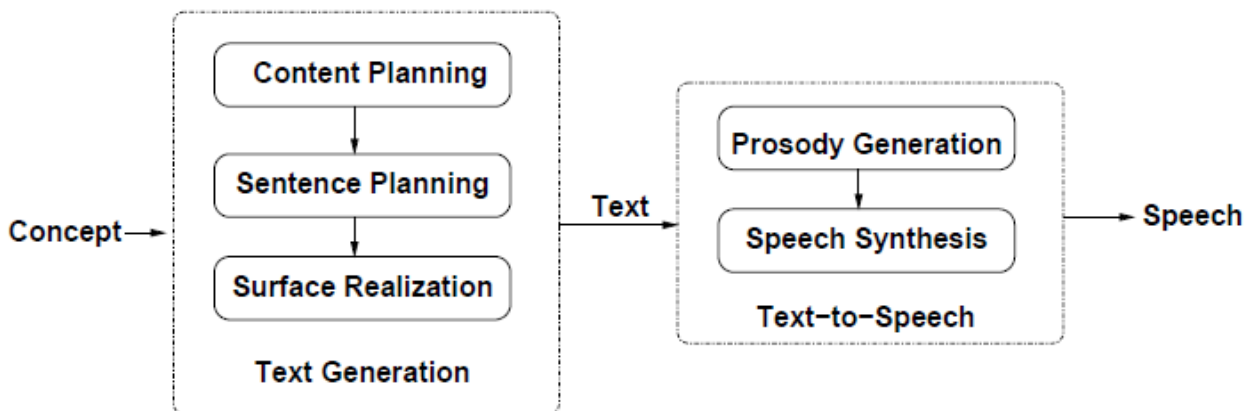 Concept
Content Planning
Sentence Planning
Surface Realization
Text Generation
Text
Prosody Generation
Speech Synthesis
Text−to−Speech
Speech